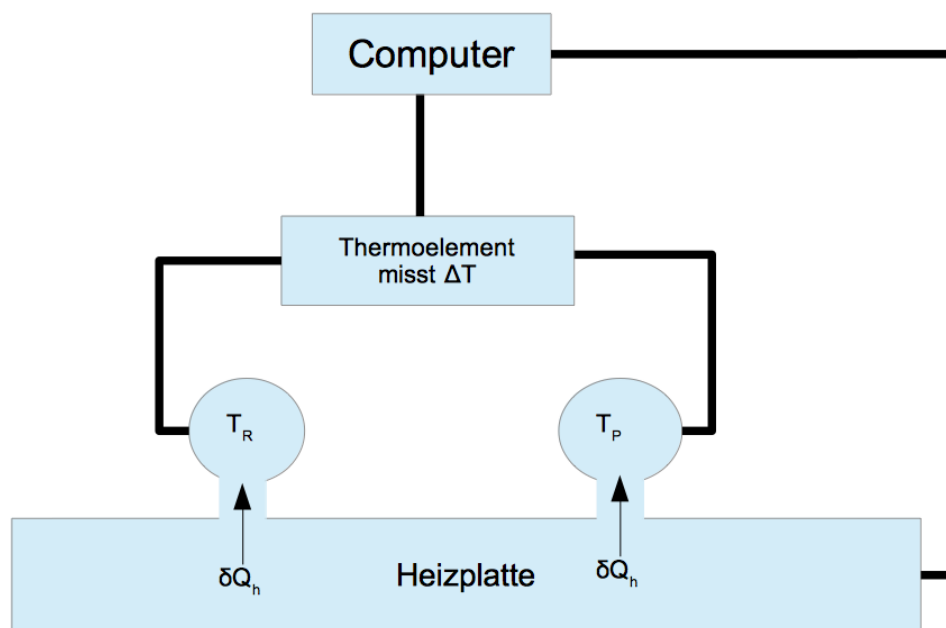 Computer
Thermoelement
misst ΔT
T_R
T_P
δQ_h
Heizplatte
δQ_h